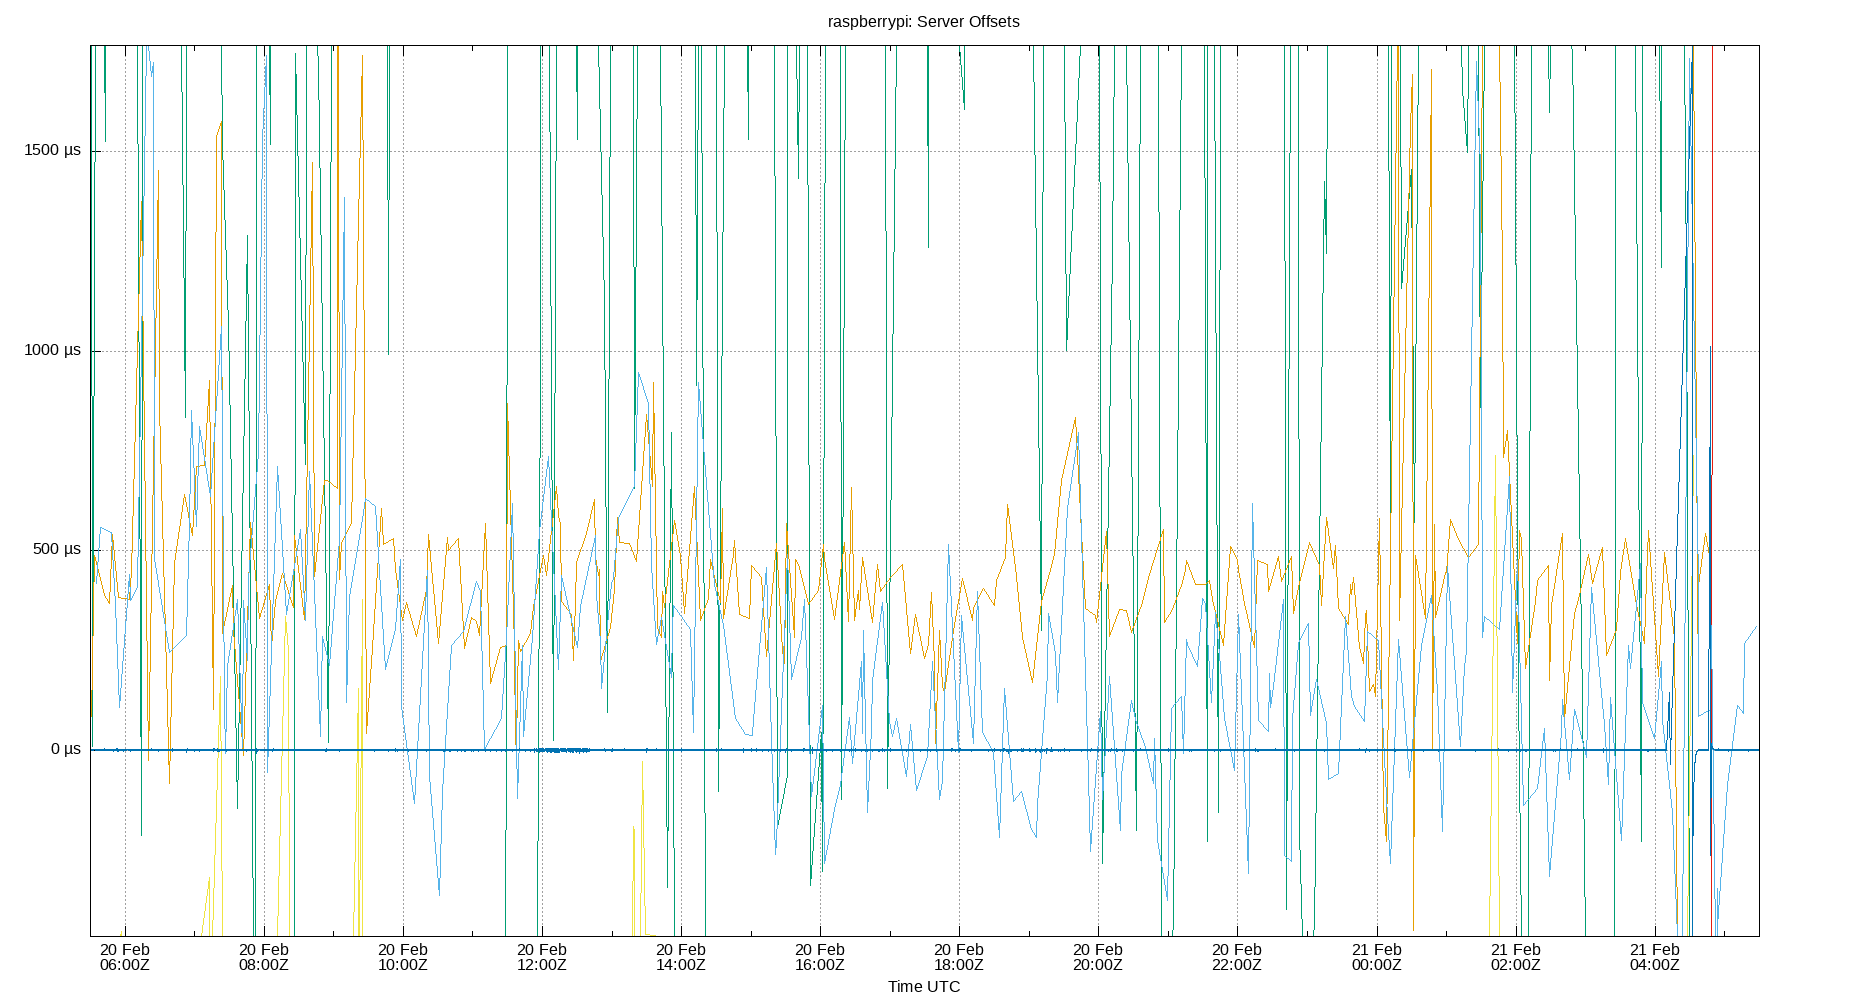 raspberrypi: Server Offsets
1500 µs
1000 µs
500 µs
0 µs
20 Feb 20 Feb 20 Feb 20 Feb 20 Feb 20 Feb 20 Feb 20 Feb 20 Feb 21 Feb 21 Feb 21 Feb
06:00Z 08:00Z 10:00Z 12:00Z 14:00Z 16:00Z 18:00Z 20:00Z 22:00Z 00:00Z 02:00Z 04:00Z
Time UTC